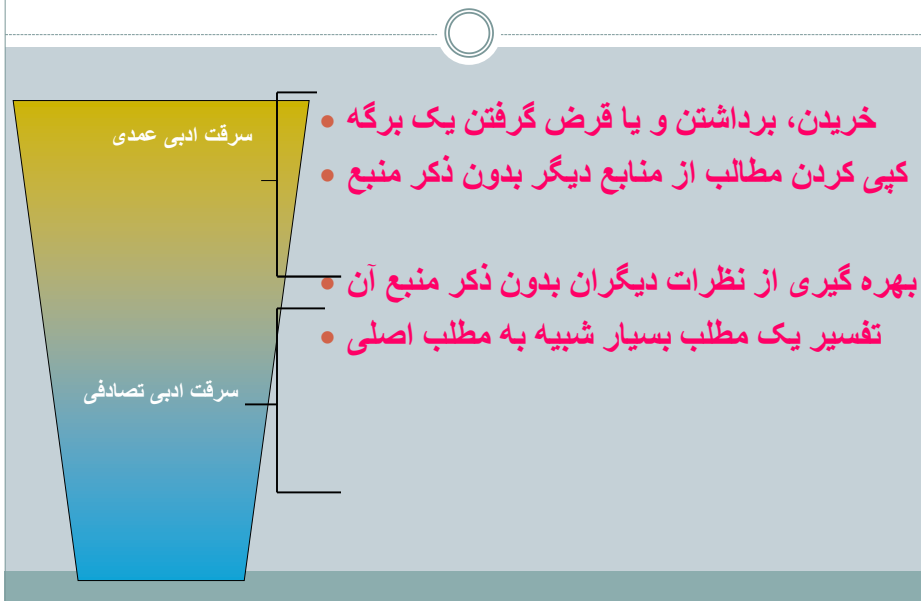 خریدن، برداشتن و یا قرض گرفتن یک برگه
کپی کردن مطالب از منابع دیگر بدون ذکر منبع
بهره گیری از نظرات دیگران بدون ذکر منبع آن
تفسیر یک مطلب بسیار شبیه به مطلب اصلی
سرقت ادبی عمدی
سرقت ادبی تصادفی